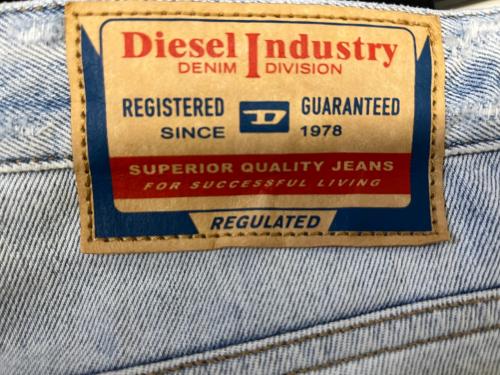 Diesel Industry
DENIM DIVISION
REGISTERED D GUARANTEED
SINCE 1978
SUPERIOR QUALITY JEANS
FOR SUCCESSFUL LIVING
REGULATED